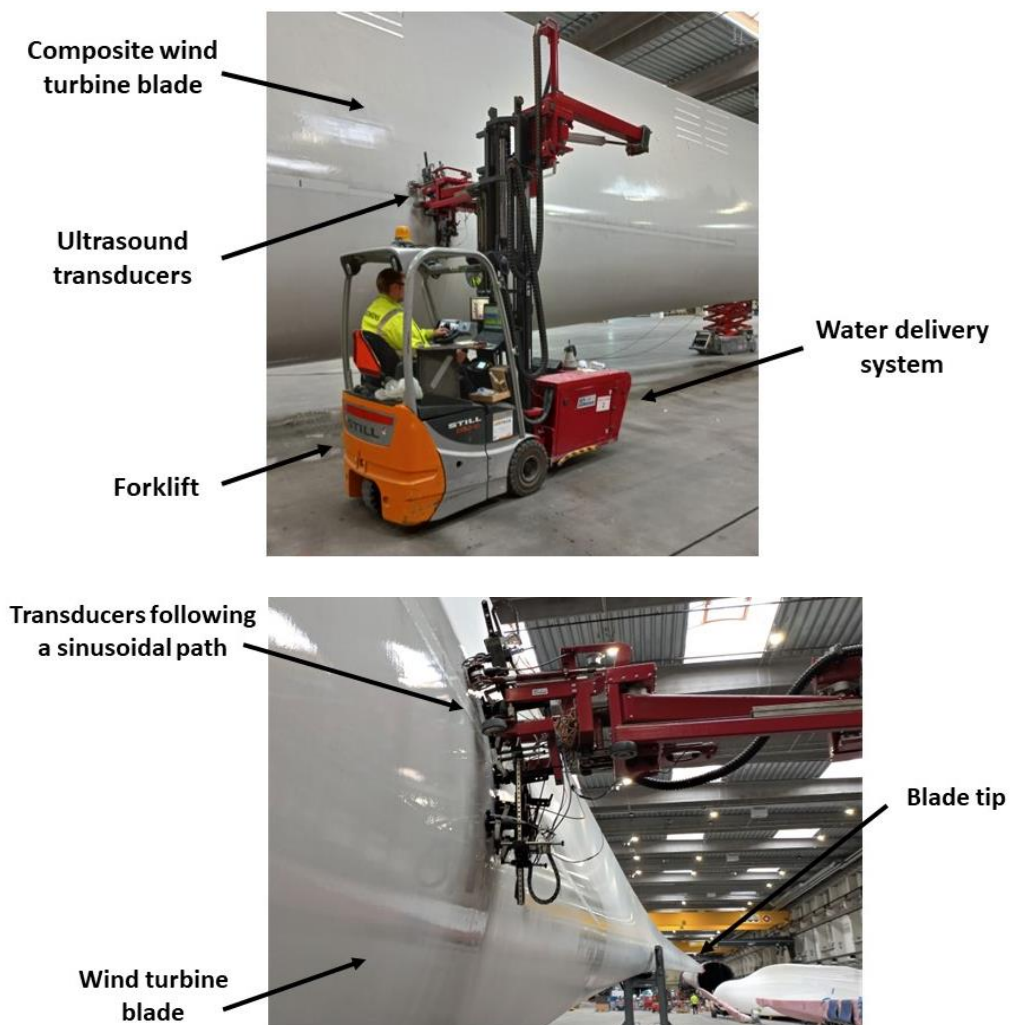 Composite wind
turbine blade
Ultrasound
transducers
Water delivery
system
STILL
STILL
Forklift
Transducers following
a sinusoidal path
Blade tip
Wind turbine
blade